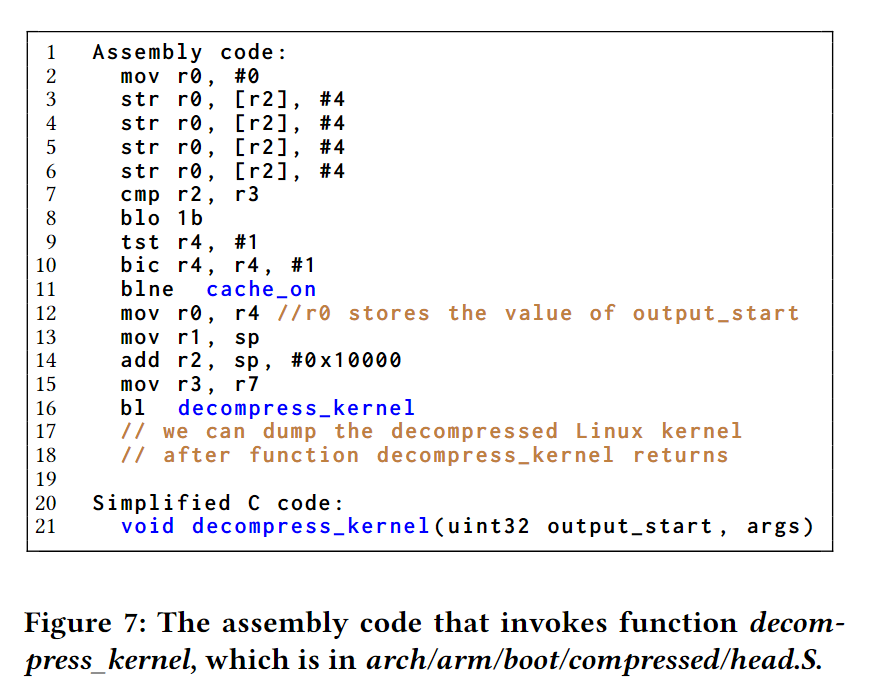 1 Assembly code:
2 mov r0, #0
3 str r0, [r2], #4
4 str r0, [r2], #4
5 str r0, [r2], #4
6 str r0, [r2], #4
7 cmp r2, r3
8 blo 1b
9 tst r4, #1
10 bic r4, r4, #1
11 blne cache_on
12 mov r0, r4 //r0 stores the value of output_start
13 mov r1, sp
14 add r2, sp, #0x10000
15 mov r3, r7
16 bl decompress_kernel
17 // we can dump the decompressed Linux kernel
18 // after function decompress_kernel returns
19
20 Simplified C code:
21 void decompress_kernel(uint32 output_start, args)
Figure 7: The assembly code that invokes function decom-
press_kernel, which is in arch/arm/boot/compressed/head.S.